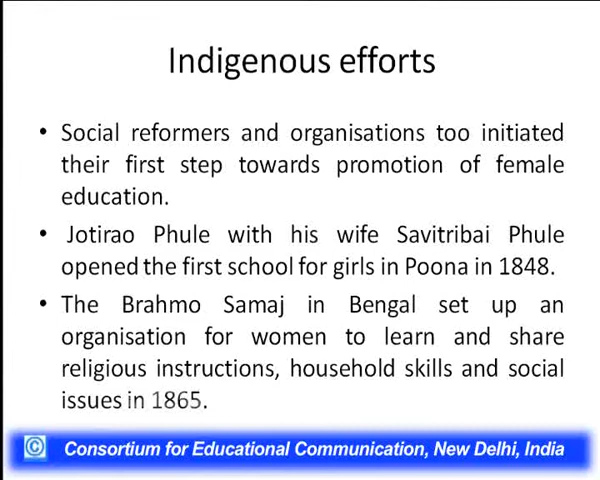 Indigenous efforts
• Social reformers and organisations too initiated
their first step towards promotion of female
education.
• Jotirao Phule with his wife Savitribai Phule
opened the first school for girls in Poona in 1848.
• The Brahmo Samaj in Bengal set up an
organisation for women to learn and share
religious instructions, household skills and social
issues in 1865.
© Consortium for Educational Communication, New Delhi, India